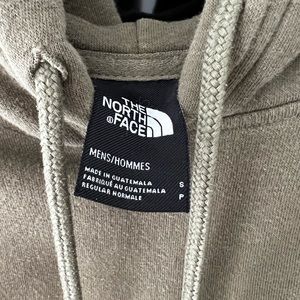 THE
NORTH
FACE
MENS/HOMMES
MADE IN GUATEMALA S
FABRIQUÉ AU GUATEMALA
REGULAR NORMALE P